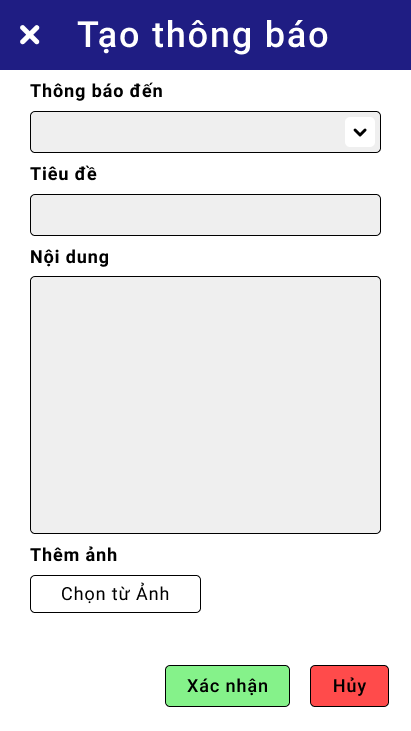 Tạo thông báo
Thông báo đến
Tiêu đề
Nội dung
Thêm ảnh
Chọn từ Ảnh
Xác nhận Hủy